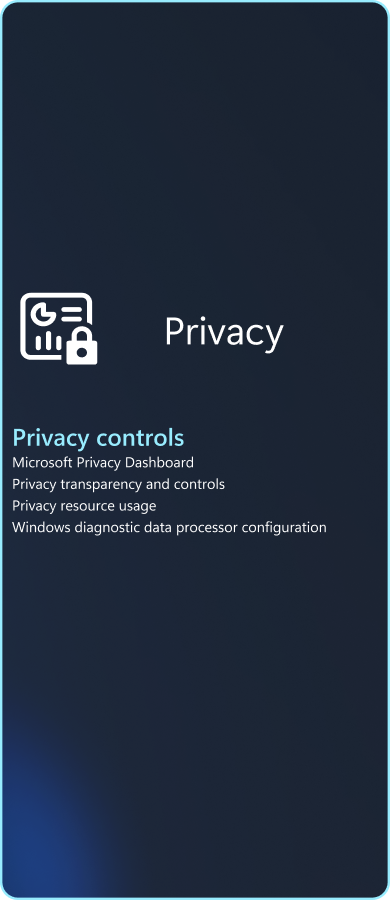 Privacy
Privacy controls
Microsoft Privacy Dashboard
Privacy transparency and controls
Privacy resource usage
Windows diagnostic data processor configuration